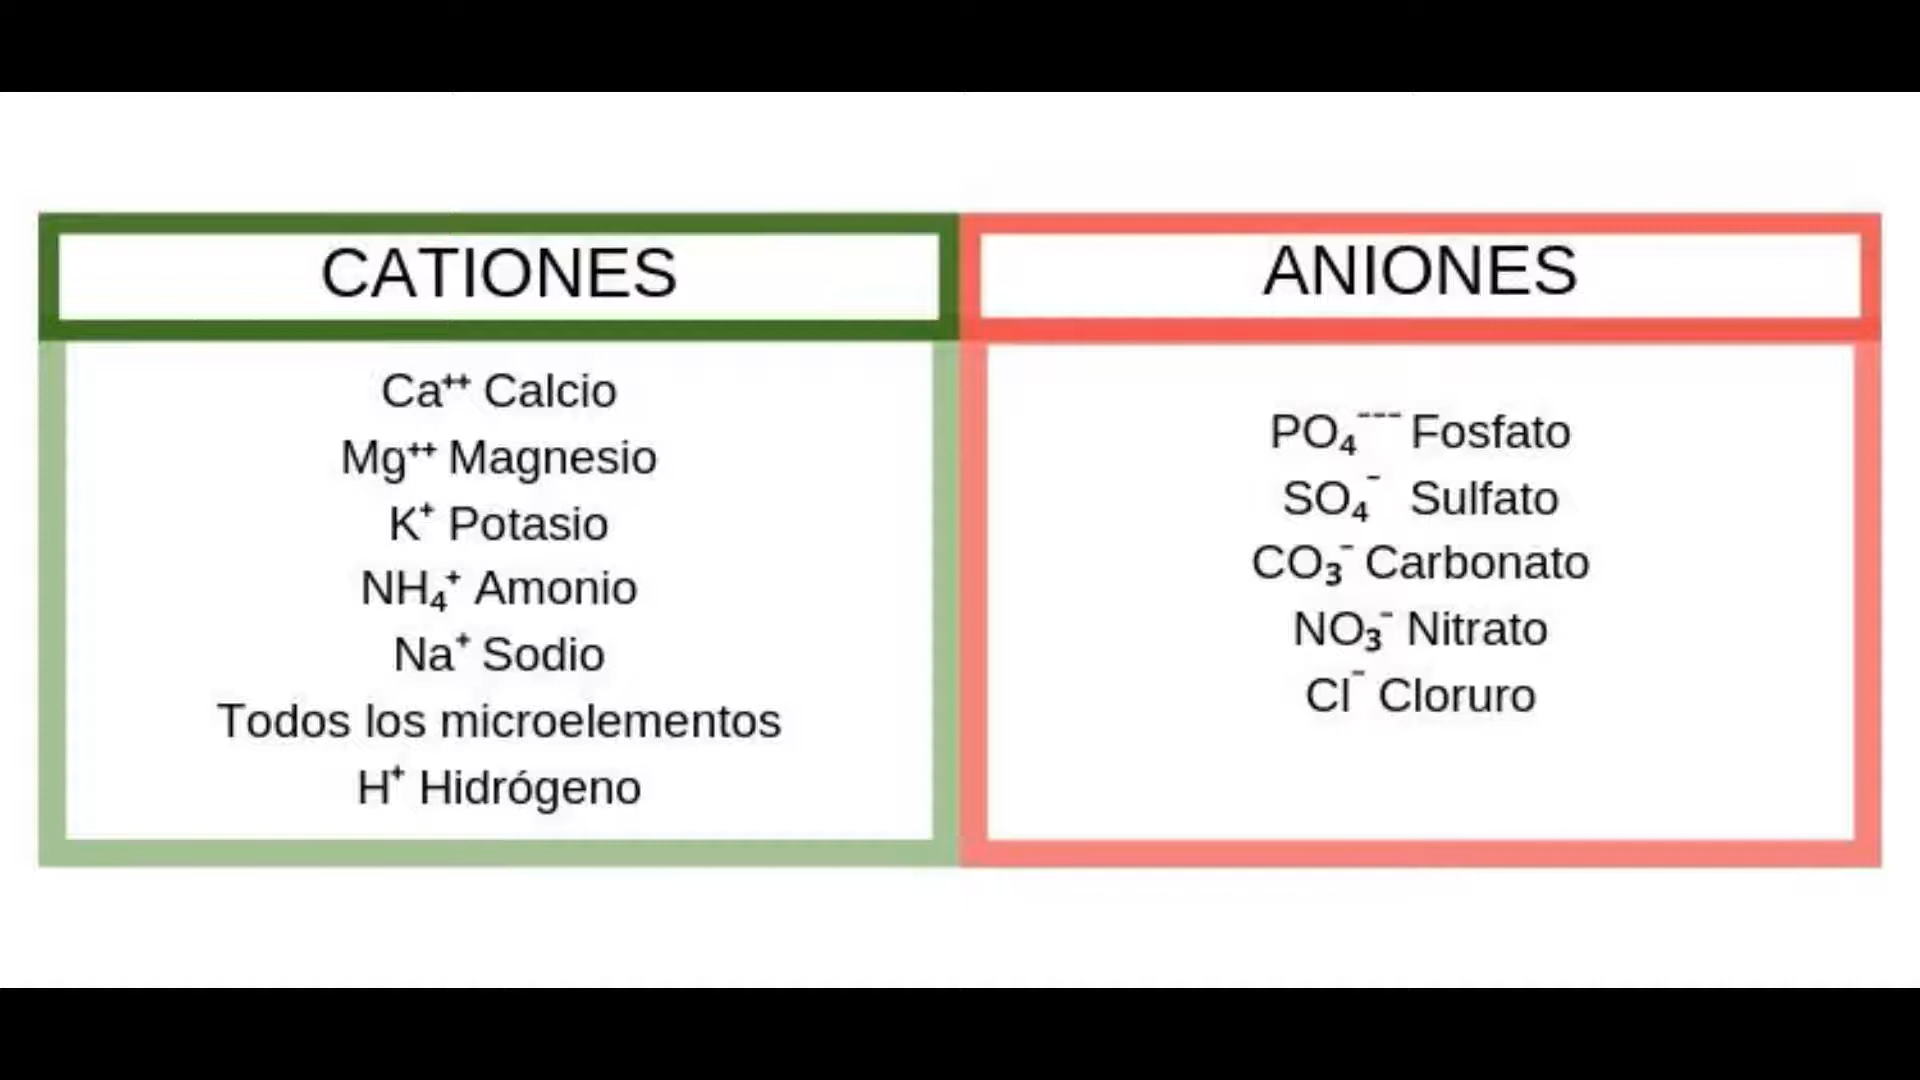 CATIONES
Ca⁺⁺ Calcio
Mg⁺⁺ Magnesio
K⁺ Potasio
NH₄⁺ Amonio
Na⁺ Sodio
Todos los microelementos
H⁺ Hidrógeno
ANIONES
PO₄⁻⁻⁻ Fosfato
SO₄⁻ Sulfato
CO₃⁻ Carbonato
NO₃⁻ Nitrato
Cl⁻ Cloruro